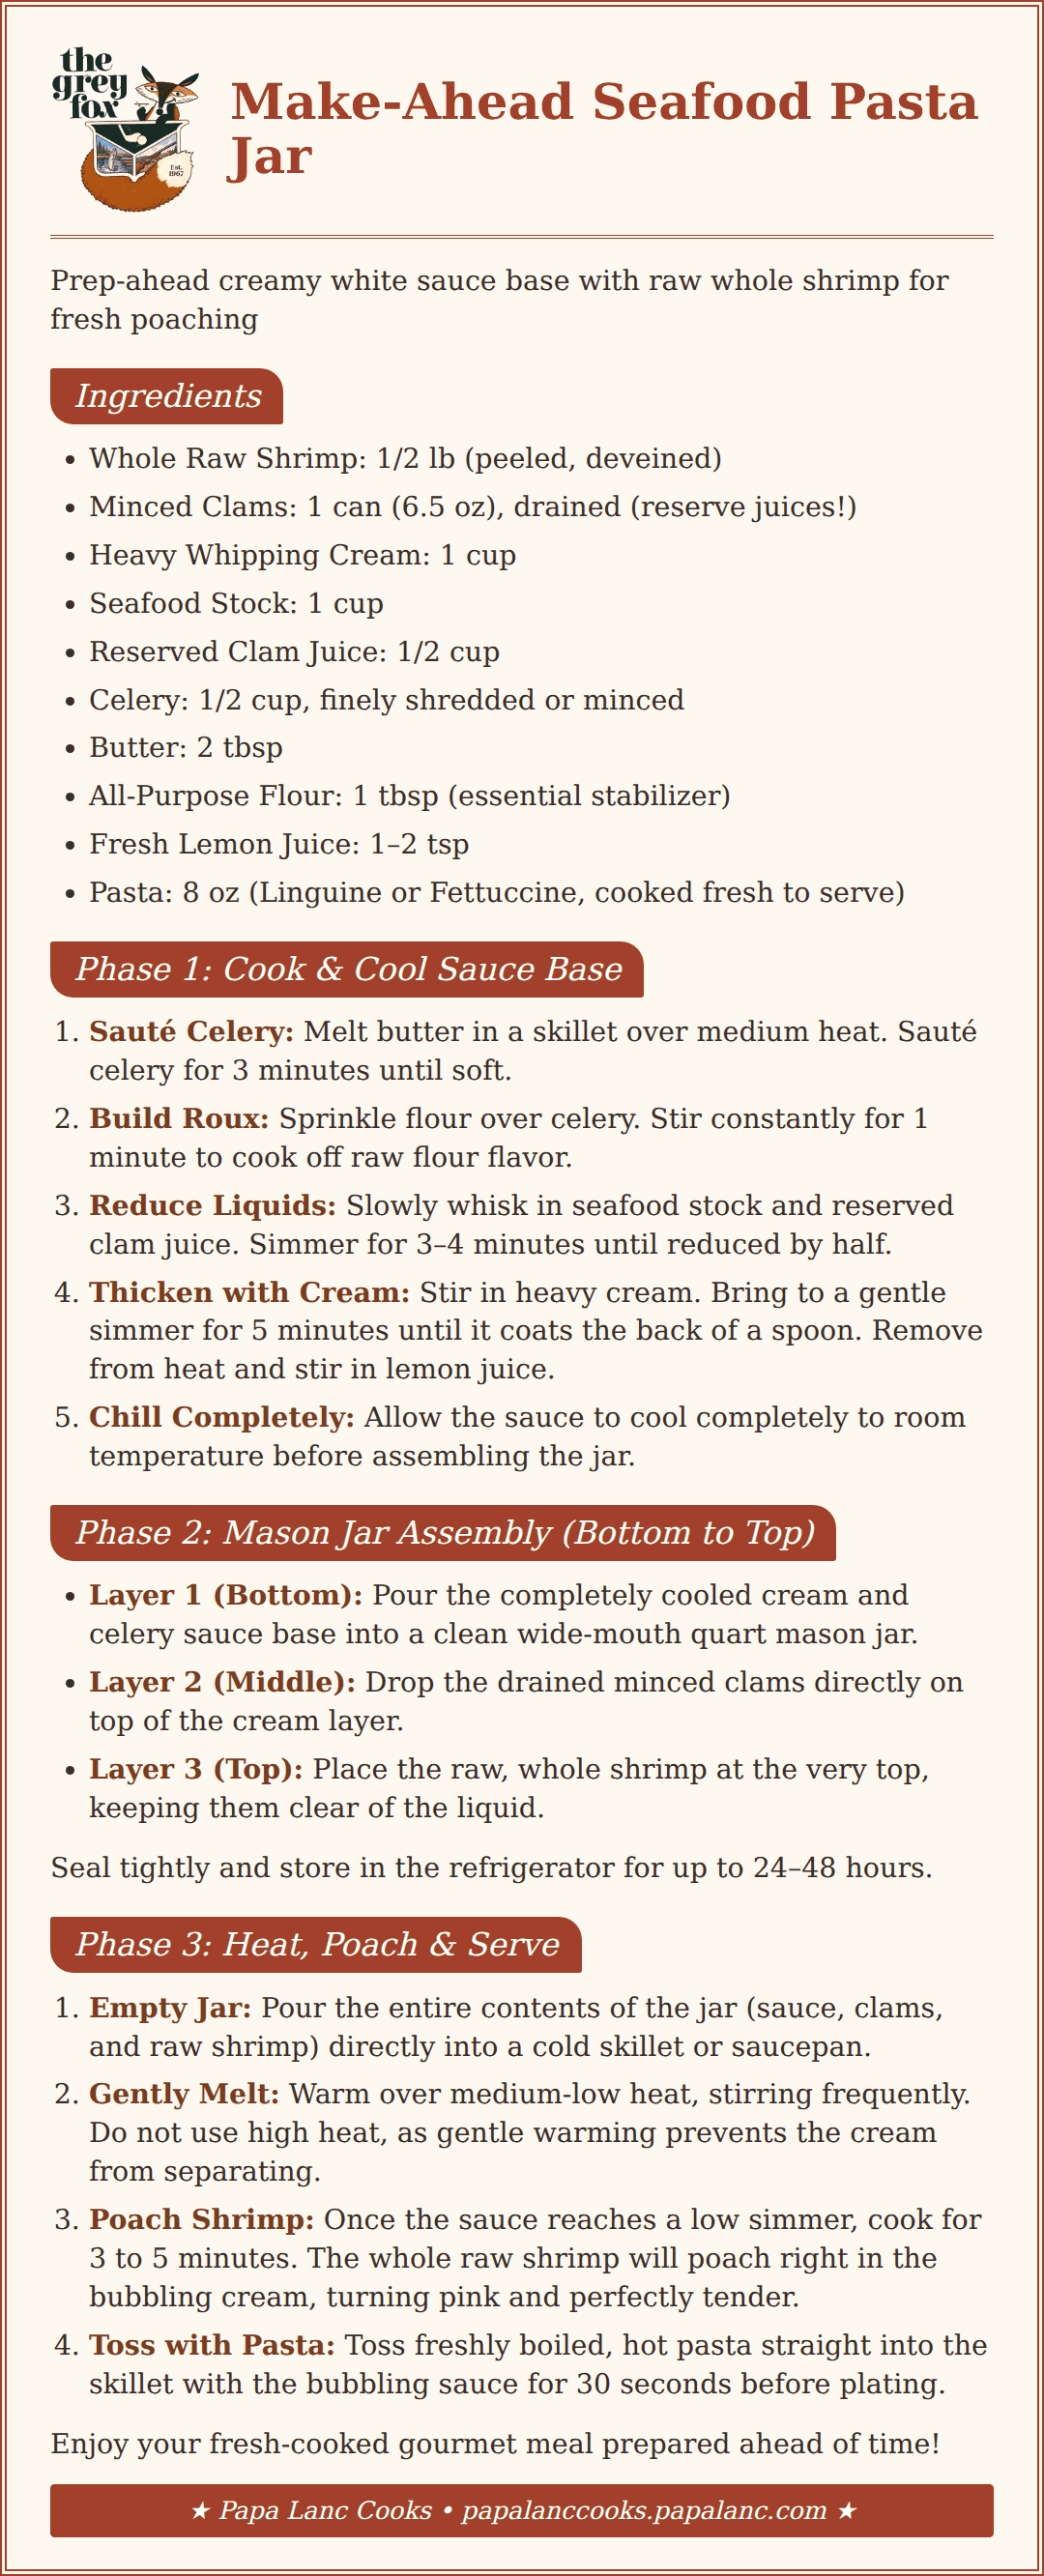 the
grey
fox
Est.
1967
Make-Ahead Seafood Pasta
Jar
Prep-ahead creamy white sauce base with raw whole shrimp for
fresh poaching
Ingredients
• Whole Raw Shrimp: 1/2 lb (peeled, deveined)
• Minced Clams: 1 can (6.5 oz), drained (reserve juices!)
• Heavy Whipping Cream: 1 cup
• Seafood Stock: 1 cup
• Reserved Clam Juice: 1/2 cup
• Celery: 1/2 cup, finely shredded or minced
• Butter: 2 tbsp
• All-Purpose Flour: 1 tbsp (essential stabilizer)
• Fresh Lemon Juice: 1–2 tsp
• Pasta: 8 oz (Linguine or Fettuccine, cooked fresh to serve)
Phase 1: Cook & Cool Sauce Base
1. Sauté Celery: Melt butter in a skillet over medium heat. Sauté
celery for 3 minutes until soft.
2. Build Roux: Sprinkle flour over celery. Stir constantly for 1
minute to cook off raw flour flavor.
3. Reduce Liquids: Slowly whisk in seafood stock and reserved
clam juice. Simmer for 3–4 minutes until reduced by half.
4. Thicken with Cream: Stir in heavy cream. Bring to a gentle
simmer for 5 minutes until it coats the back of a spoon. Remove
from heat and stir in lemon juice.
5. Chill Completely: Allow the sauce to cool completely to room
temperature before assembling the jar.
Phase 2: Mason Jar Assembly (Bottom to Top)
• Layer 1 (Bottom): Pour the completely cooled cream and
celery sauce base into a clean wide-mouth quart mason jar.
• Layer 2 (Middle): Drop the drained minced clams directly on
top of the cream layer.
• Layer 3 (Top): Place the raw, whole shrimp at the very top,
keeping them clear of the liquid.
Seal tightly and store in the refrigerator for up to 24–48 hours.
Phase 3: Heat, Poach & Serve
1. Empty Jar: Pour the entire contents of the jar (sauce, clams,
and raw shrimp) directly into a cold skillet or saucepan.
2. Gently Melt: Warm over medium-low heat, stirring frequently.
Do not use high heat, as gentle warming prevents the cream
from separating.
3. Poach Shrimp: Once the sauce reaches a low simmer, cook for
3 to 5 minutes. The whole raw shrimp will poach right in the
bubbling cream, turning pink and perfectly tender.
4. Toss with Pasta: Toss freshly boiled, hot pasta straight into the
skillet with the bubbling sauce for 30 seconds before plating.
Enjoy your fresh-cooked gourmet meal prepared ahead of time!
★ Papa Lanc Cooks • papalanccooks.papalanc.com ★